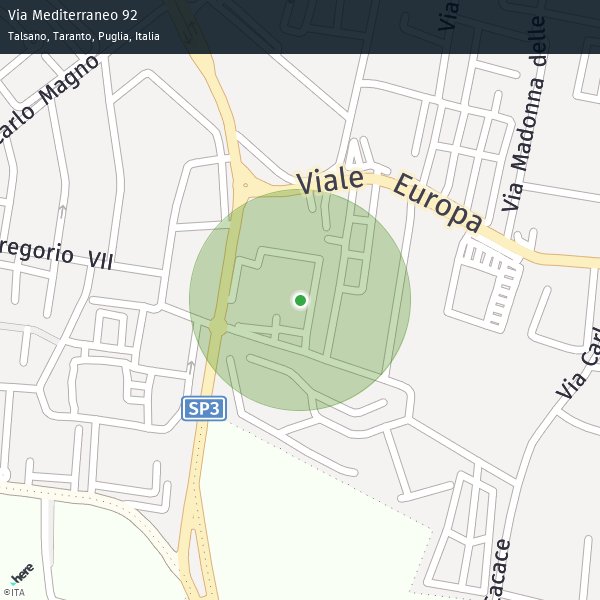 Via Mediterraneo 92
Talsano, Taranto, Puglia, Italia
Via
Carlo Magno
Via Madonna delle
Viale Europa
regorio VII
Via Carl
SP3
cacace
here
©ITA